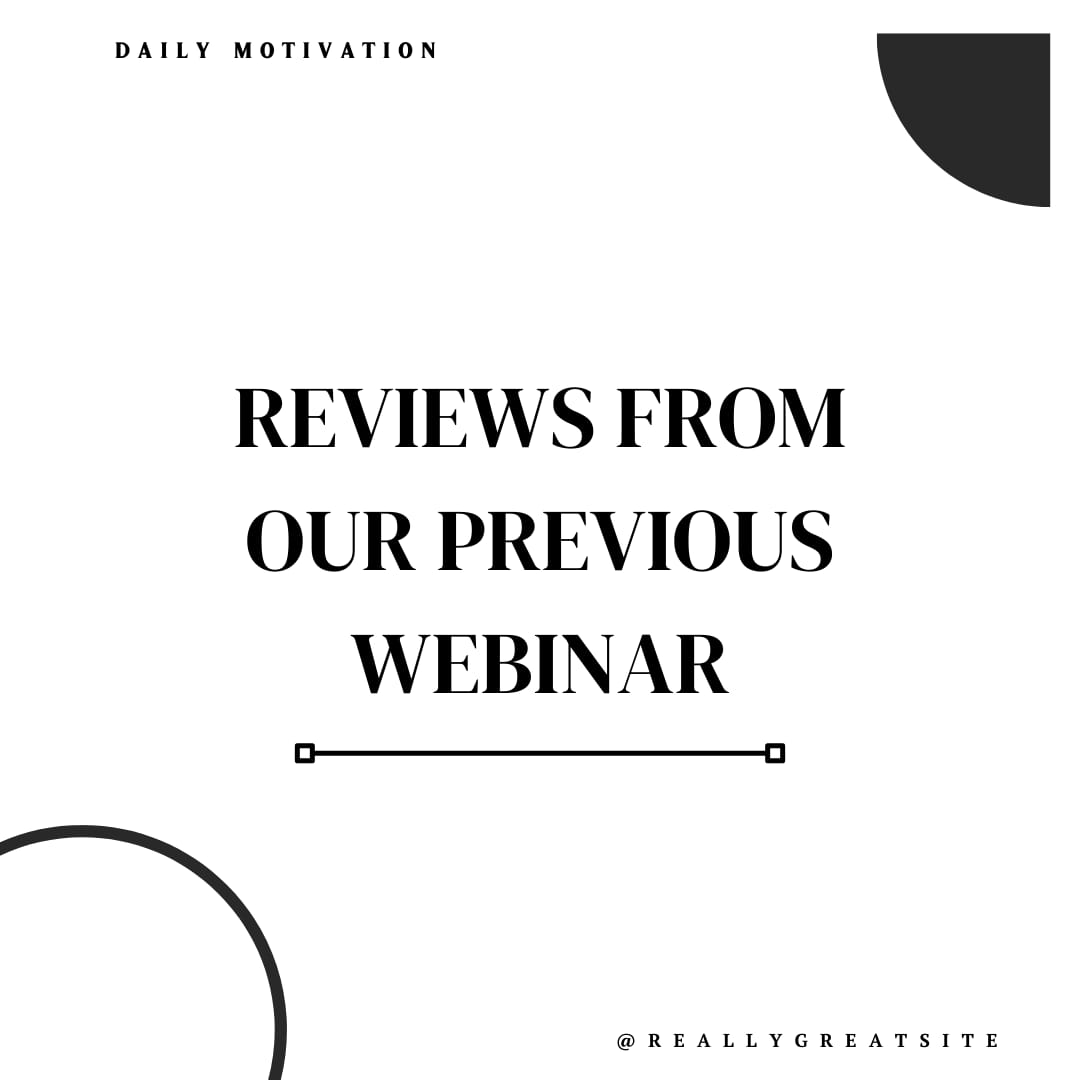 DAILY MOTIVATION
REVIEWS FROM
OUR PREVIOUS
WEBINAR
@REALLYGREATSITE